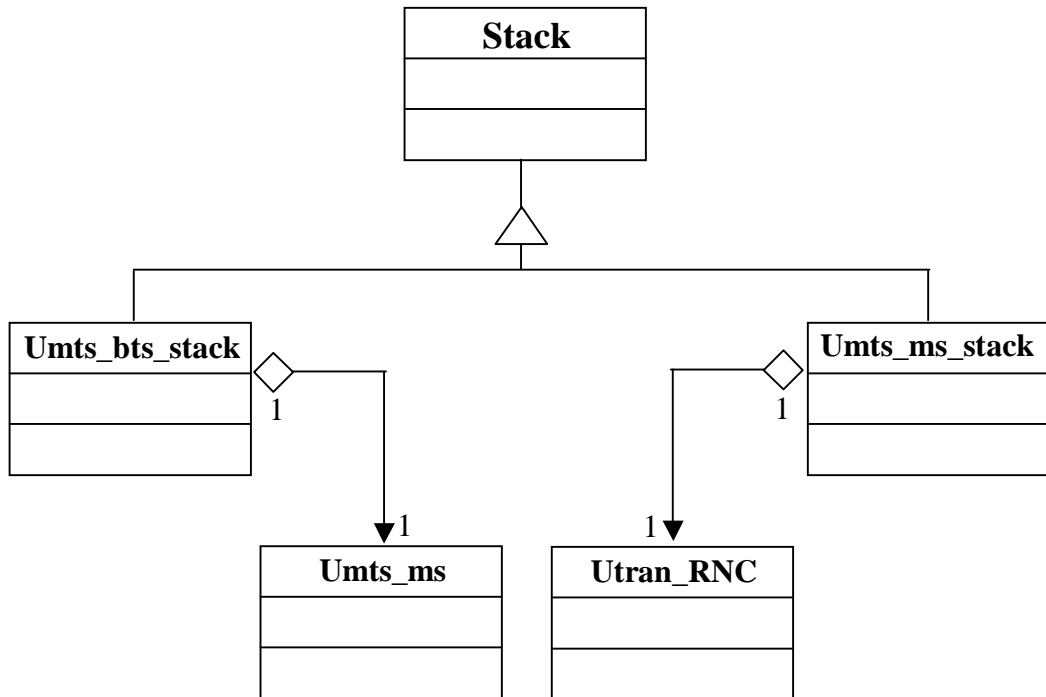 Stack
Umts_bts_stack
Umts_ms_stack
1
1
1
1
Umts_ms
Utran_RNC